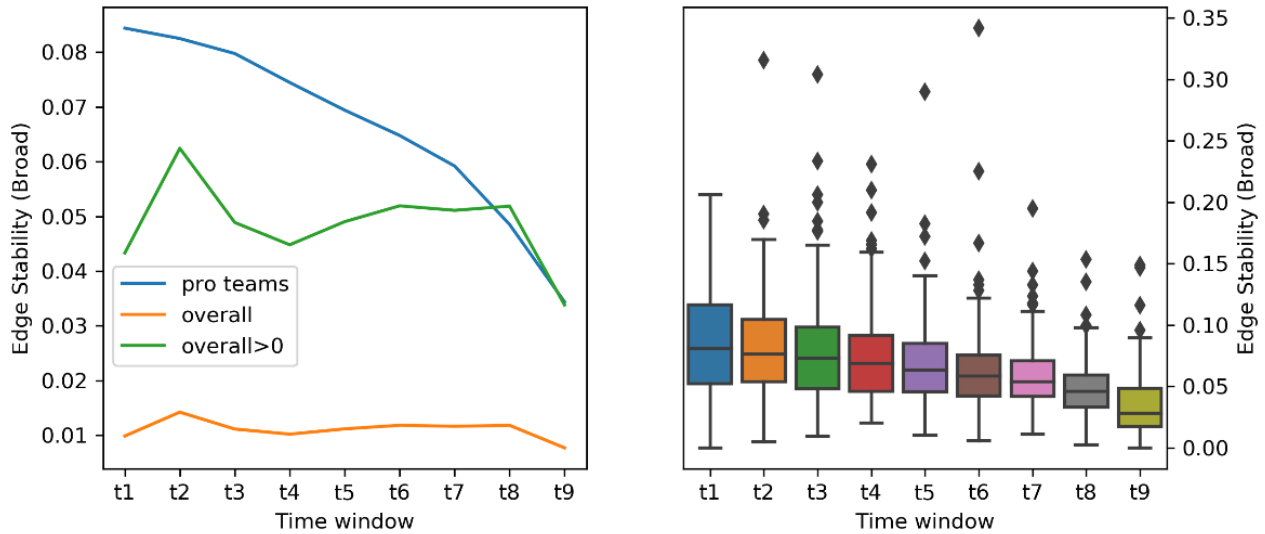 Edge Stability (Broad)
0.08
0.07
0.06
0.05
0.04
0.03
0.02
0.01
pro teams
overall
overall>0
t1 t2 t3 t4 t5 t6 t7 t8 t9
Time window
0.35
0.30
0.25
0.20
0.15
0.10
0.05
0.00
Edge Stability (Broad)
t1 t2 t3 t4 t5 t6 t7 t8 t9
Time window